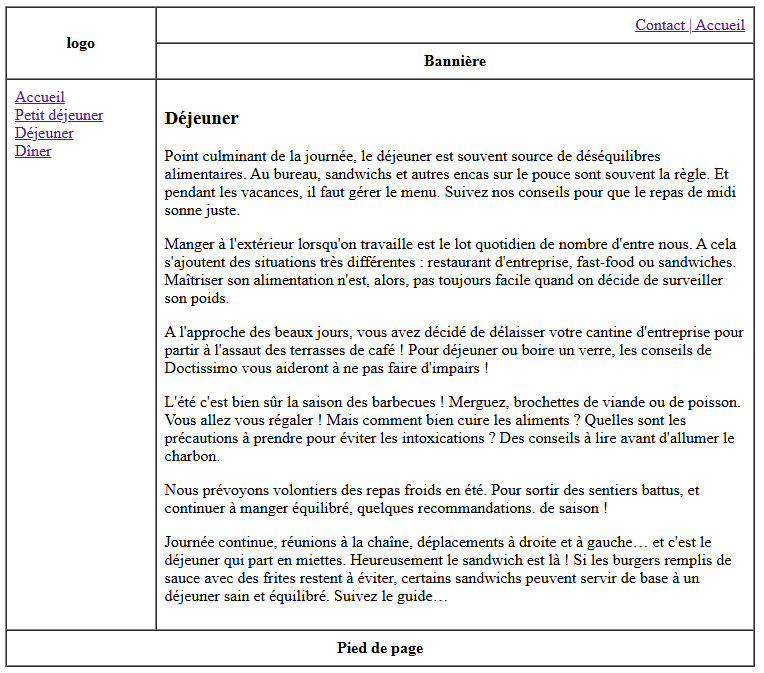 logo
Contact | Accueil
Bannière
Accueil
Petit déjeuner
Déjeuner
Dîner
Déjeuner
Point culminant de la journée, le déjeuner est souvent source de déséquilibres
alimentaires. Au bureau, sandwichs et autres encas sur le pouce sont souvent la règle. Et
pendant les vacances, il faut gérer le menu. Suivez nos conseils pour que le repas de midi
sonne juste.
Manger à l'extérieur lorsqu'on travaille est le lot quotidien de nombre d'entre nous. A cela
s'ajoutent des situations très différentes : restaurant d'entreprise, fast-food ou sandwiches.
Maîtriser son alimentation n'est, alors, pas toujours facile quand on décide de surveiller
son poids.
A l'approche des beaux jours, vous avez décidé de délaisser votre cantine d'entreprise pour
partir à l'assaut des terrasses de café ! Pour déjeuner ou boire un verre, les conseils de
Doctissimo vous aideront à ne pas faire d'impairs !
L'été c'est bien sûr la saison des barbecues ! Merguez, brochettes de viande ou de poisson.
Vous allez vous régaler ! Mais comment bien cuire les aliments ? Quelles sont les
précautions à prendre pour éviter les intoxications ? Des conseils à lire avant d'allumer le
charbon.
Nous prévoyons volontiers des repas froids en été. Pour sortir des sentiers battus, et
continuer à manger équilibré, quelques recommandations. de saison !
Journée continue, réunions à la chaîne, déplacements à droite et à gauche… et c'est le
déjeuner qui part en miettes. Heureusement le sandwich est là ! Si les burgers remplis de
sauce avec des frites restent à éviter, certains sandwichs peuvent servir de base à un
déjeuner sain et équilibré. Suivez le guide…
Pied de page